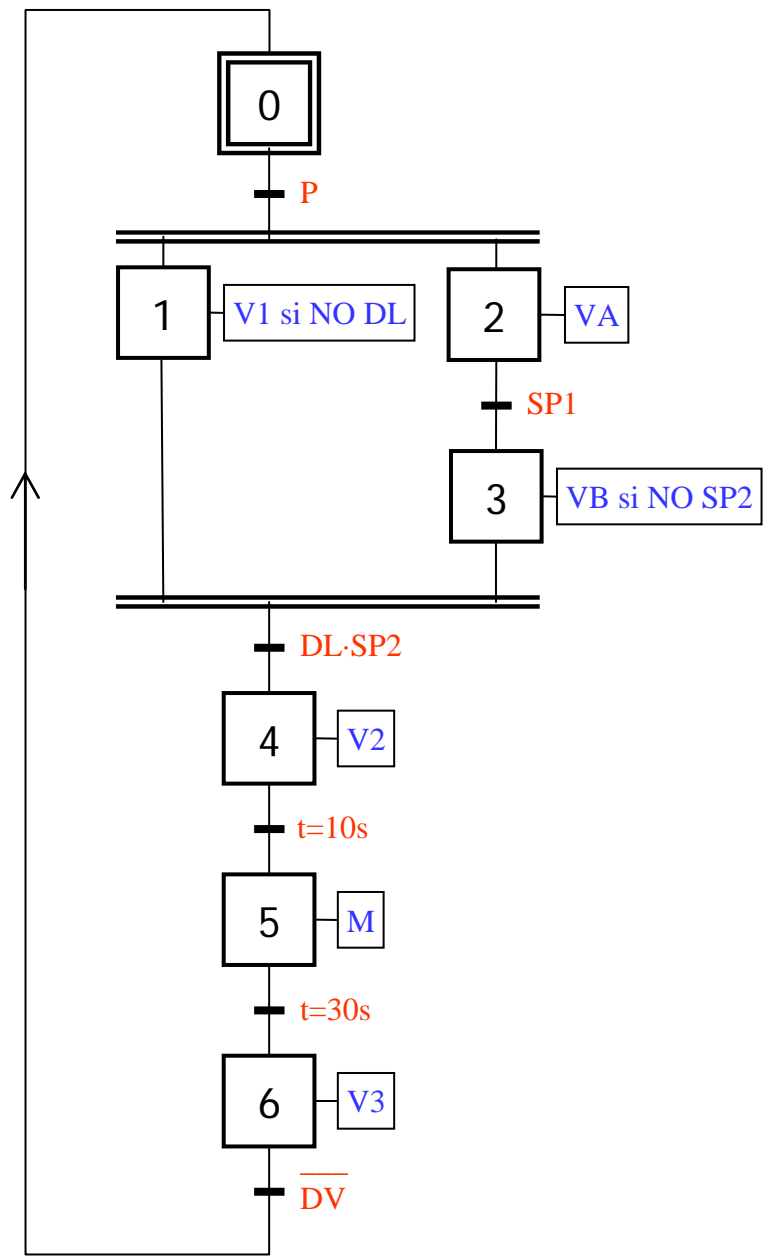 0
P
1
V1 si NO DL
2
VA
SP1
3
VB si NO SP2
DL·SP2
4
V2
t=10s
5
M
t=30s
6
V3
D̅V̅